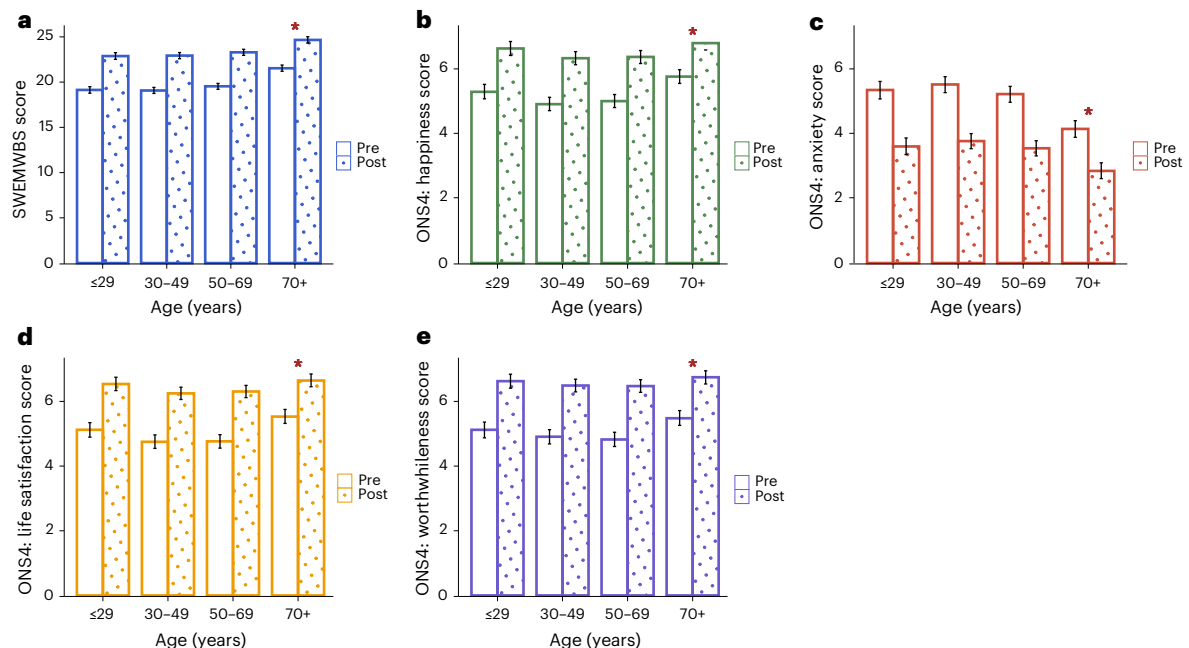 a
SWEMWBS score
25
20
15
10
5
0
*
≤29 30–49 50–69 70+
Age (years)
Pre
Post
b
ONS4: happiness score
6
4
2
0
*
≤29 30–49 50–69 70+
Age (years)
Pre
Post
c
ONS4: anxiety score
6
4
2
0
*
≤29 30–49 50–69 70+
Age (years)
Pre
Post
d
ONS4: life satisfaction score
6
4
2
0
*
≤29 30–49 50–69 70+
Age (years)
Pre
Post
e
ONS4: worthwhileness score
6
4
2
0
*
≤29 30–49 50–69 70+
Age (years)
Pre
Post